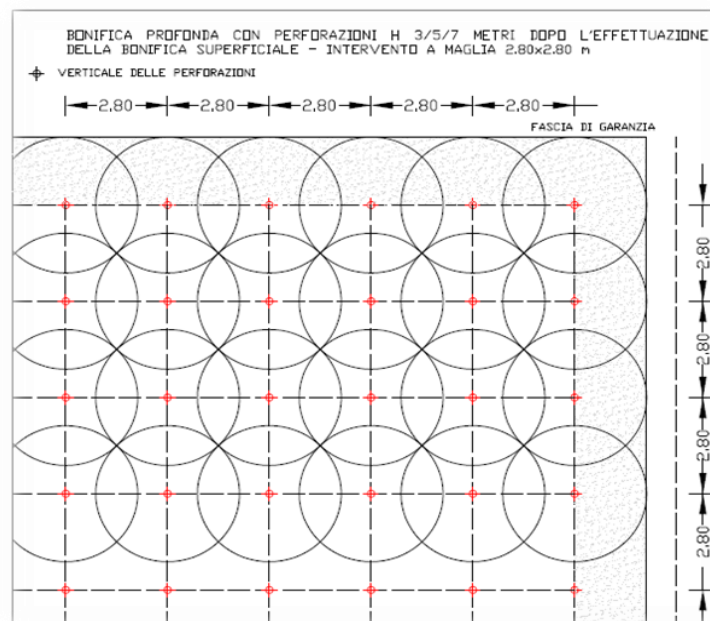 BONIFICA PROFONDA CON PERFORAZIONI H 3/5/7 METRI DOPO L'EFFETTUAZIONE
DELLA BONIFICA SUPERFICIALE - INTERVENTO A MAGLIA 2.80x2.80 m
VERTICALE DELLE PERFORAZIONI
2.80 2.80 2.80 2.80 2.80
FASCIA DI GARANZIA
2.80
2.80
2.80
2.80